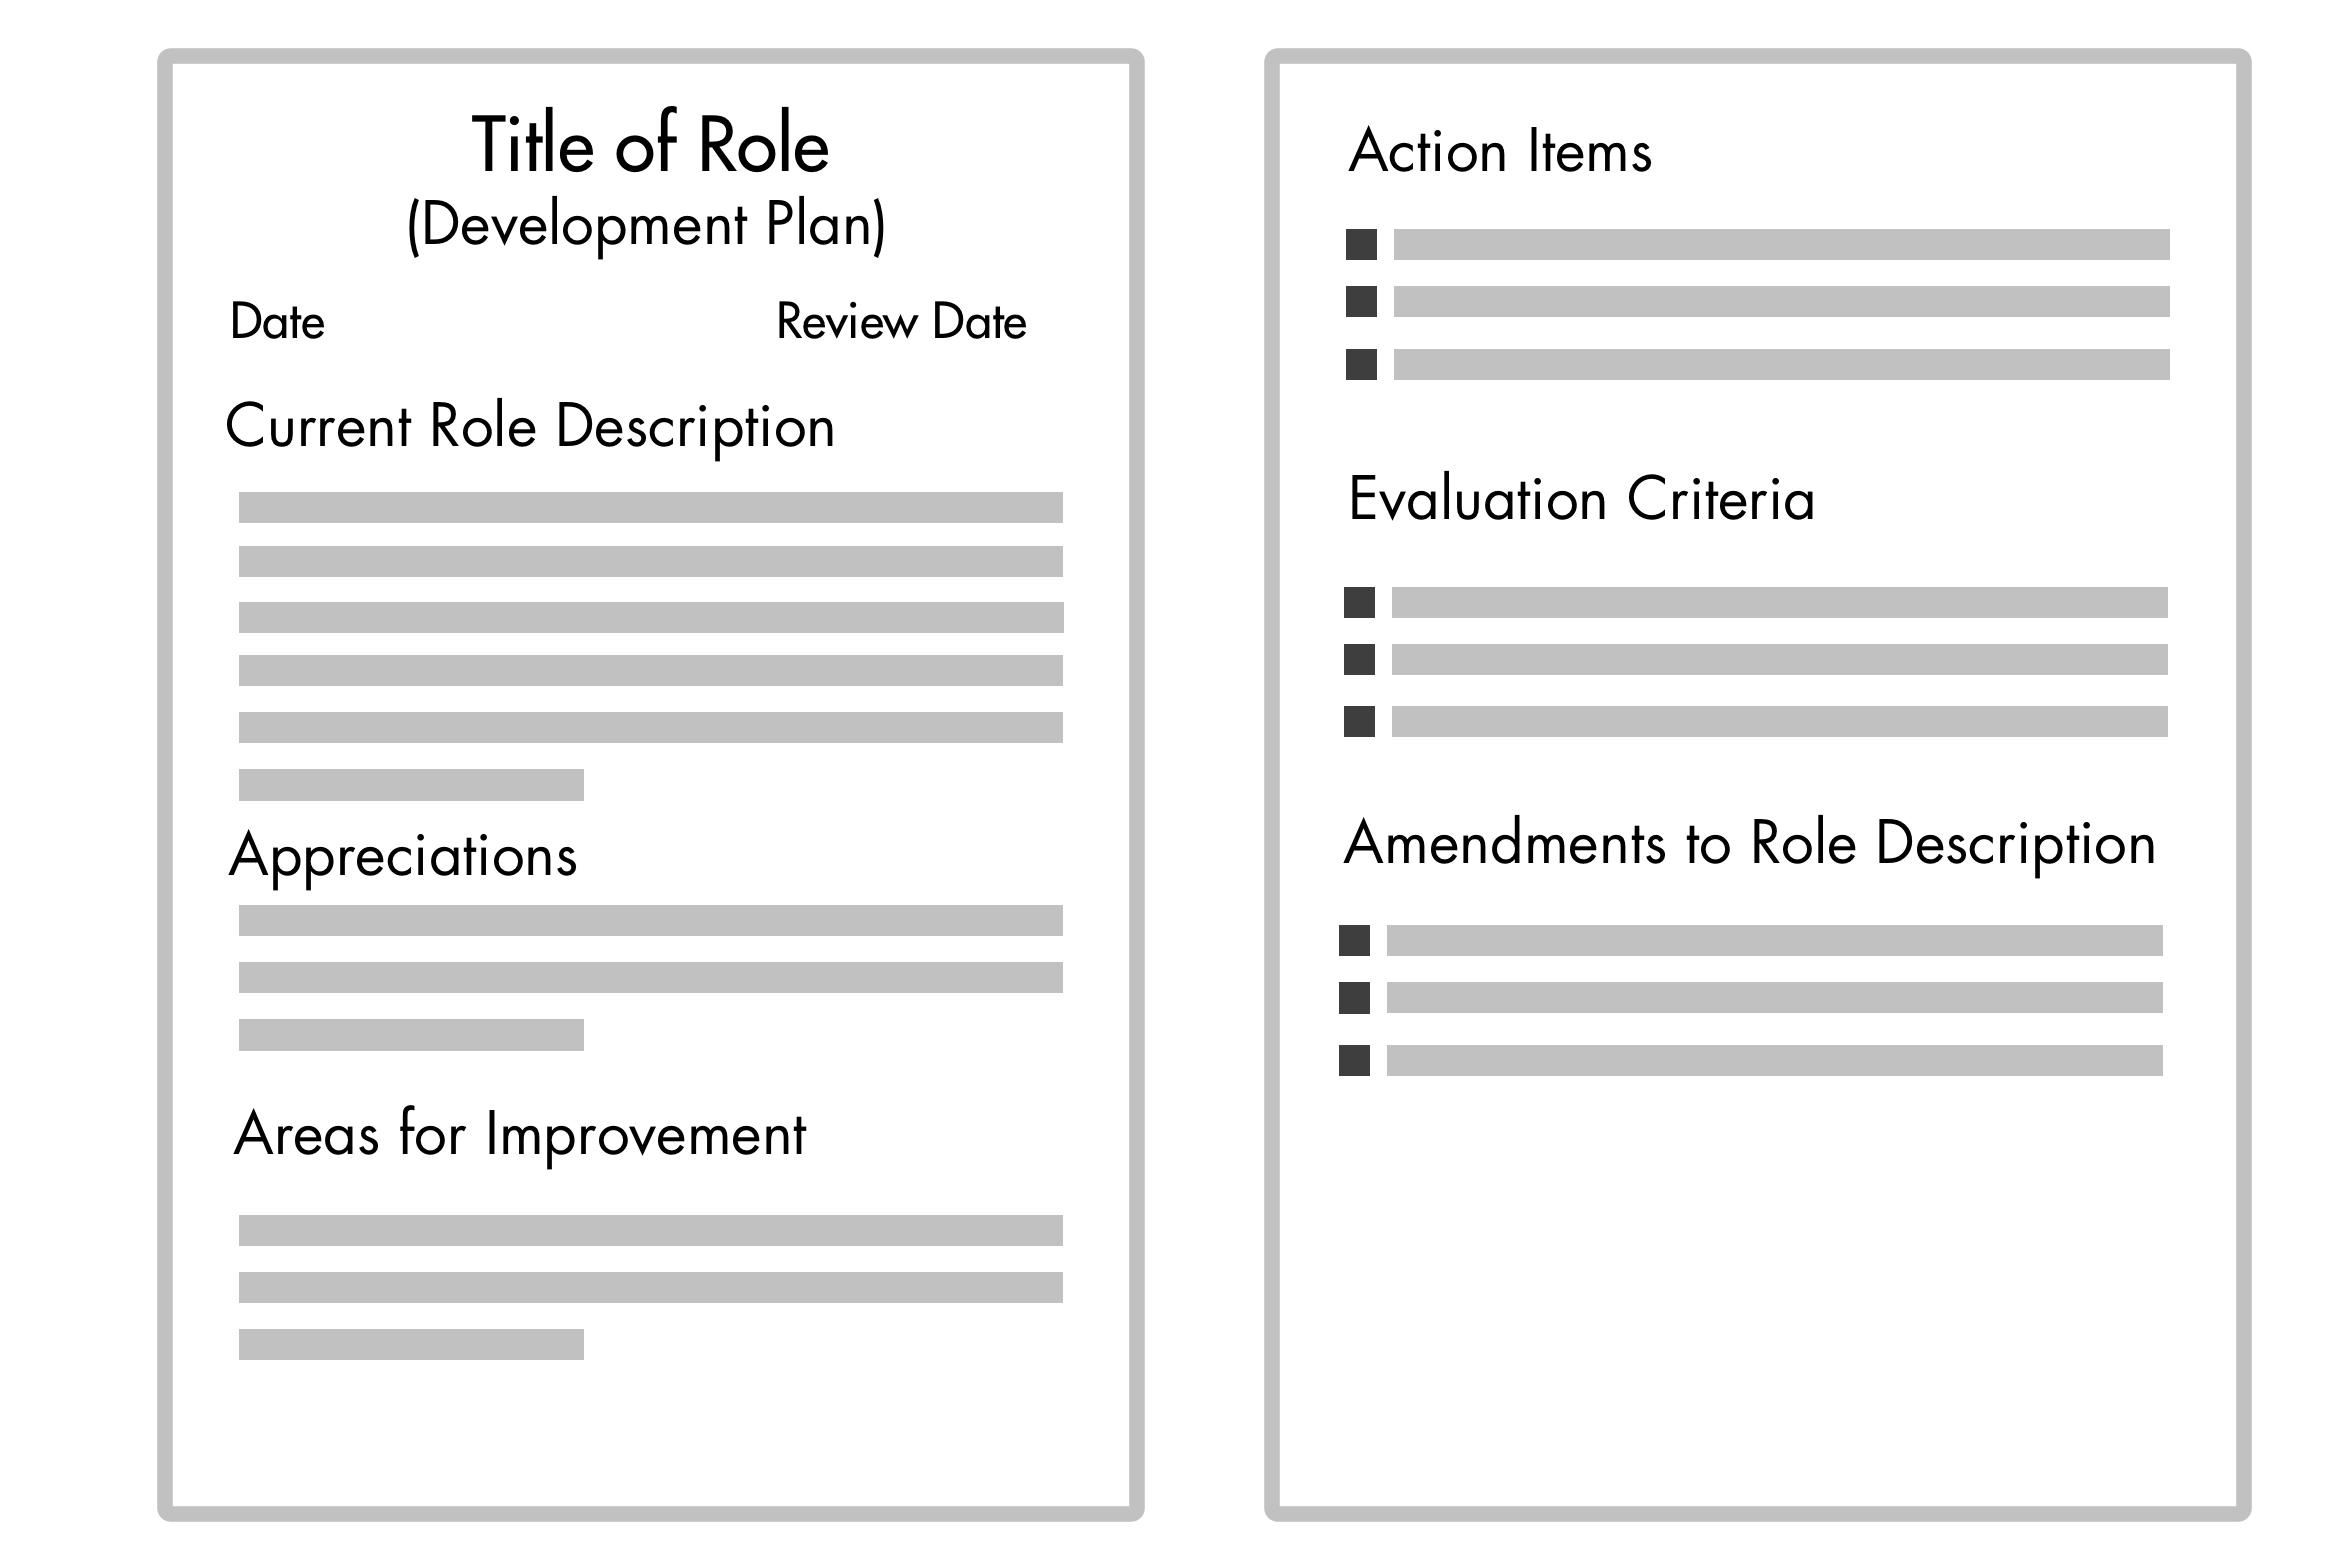 Title of Role
(Development Plan)
Date Review Date
Current Role Description
Appreciations
Areas for Improvement
Action Items
Evaluation Criteria
Amendments to Role Description